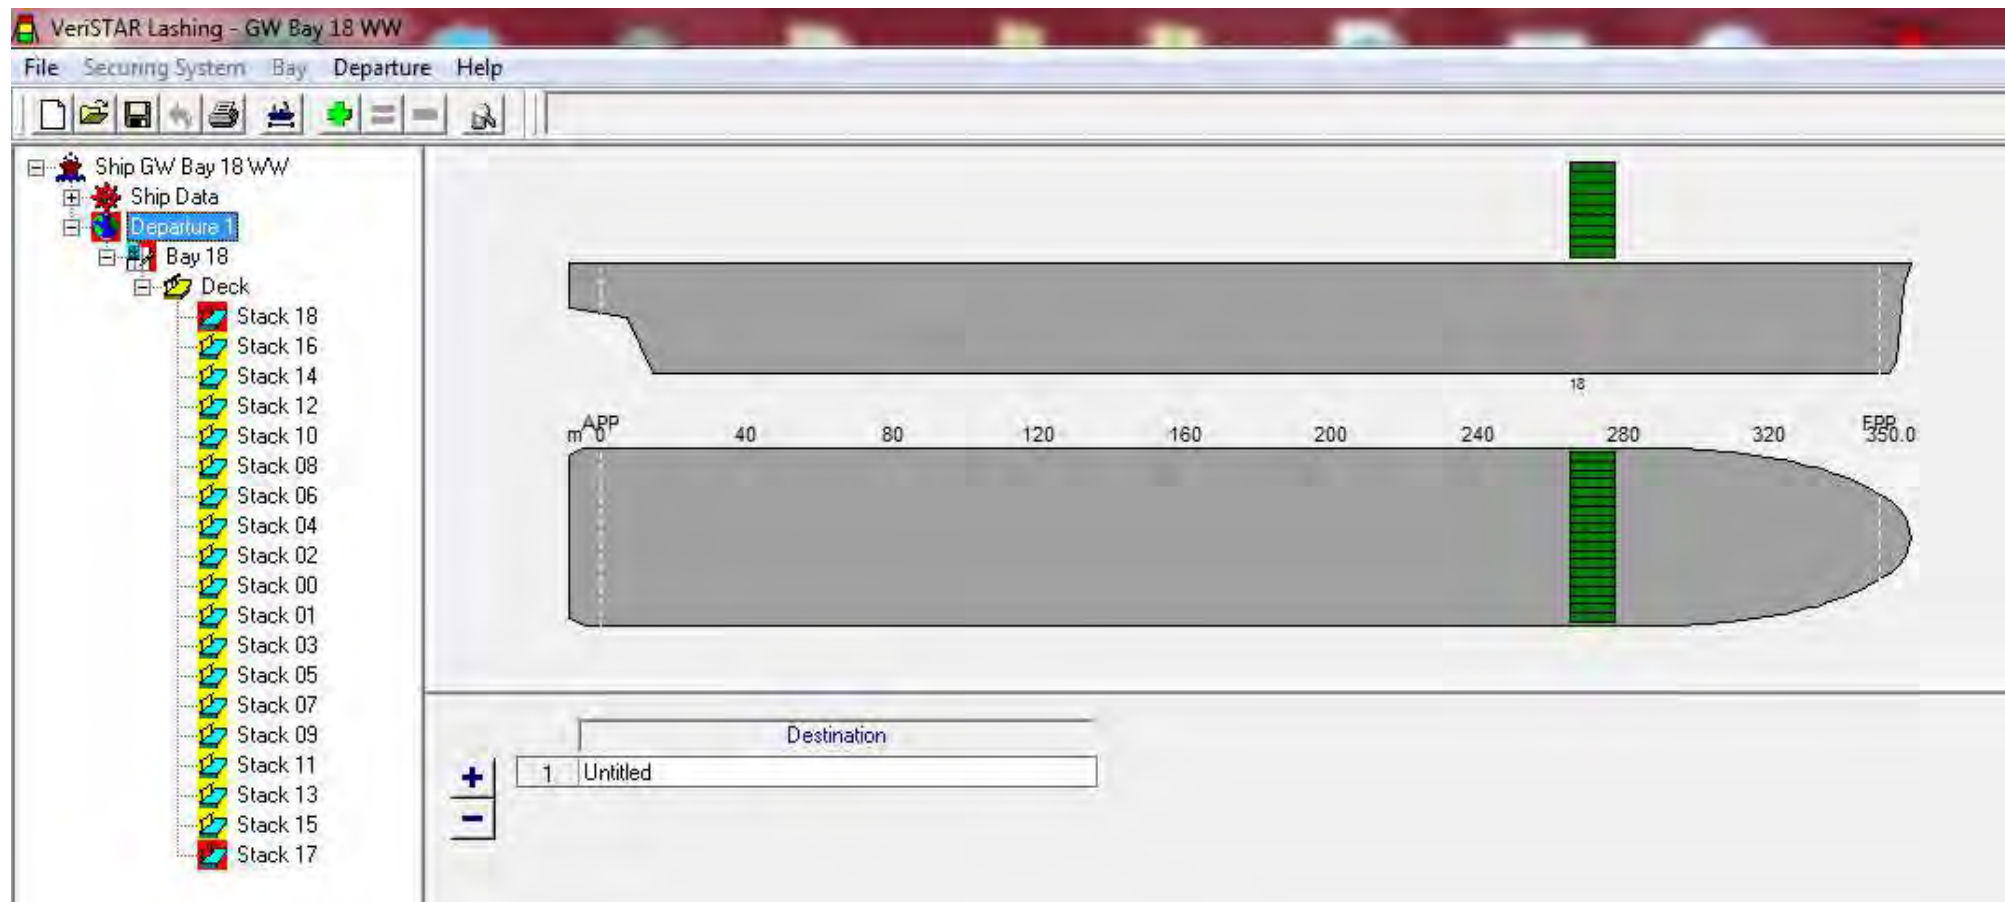 VeriSTAR Lashing - GW Bay 18 WW
File Securing System Bay Departure Help
Ship GW Bay 18 WW
Ship Data
Departure 1
Bay 18
Deck
Stack 18
Stack 16
Stack 14
Stack 12
Stack 10
Stack 08
Stack 06
Stack 04
Stack 02
Stack 00
Stack 01
Stack 03
Stack 05
Stack 07
Stack 09
Stack 11
Stack 13
Stack 15
Stack 17
18
APP FPP
m 0 40 80 120 160 200 240 280 320 350.0
Destination
1 Untitled